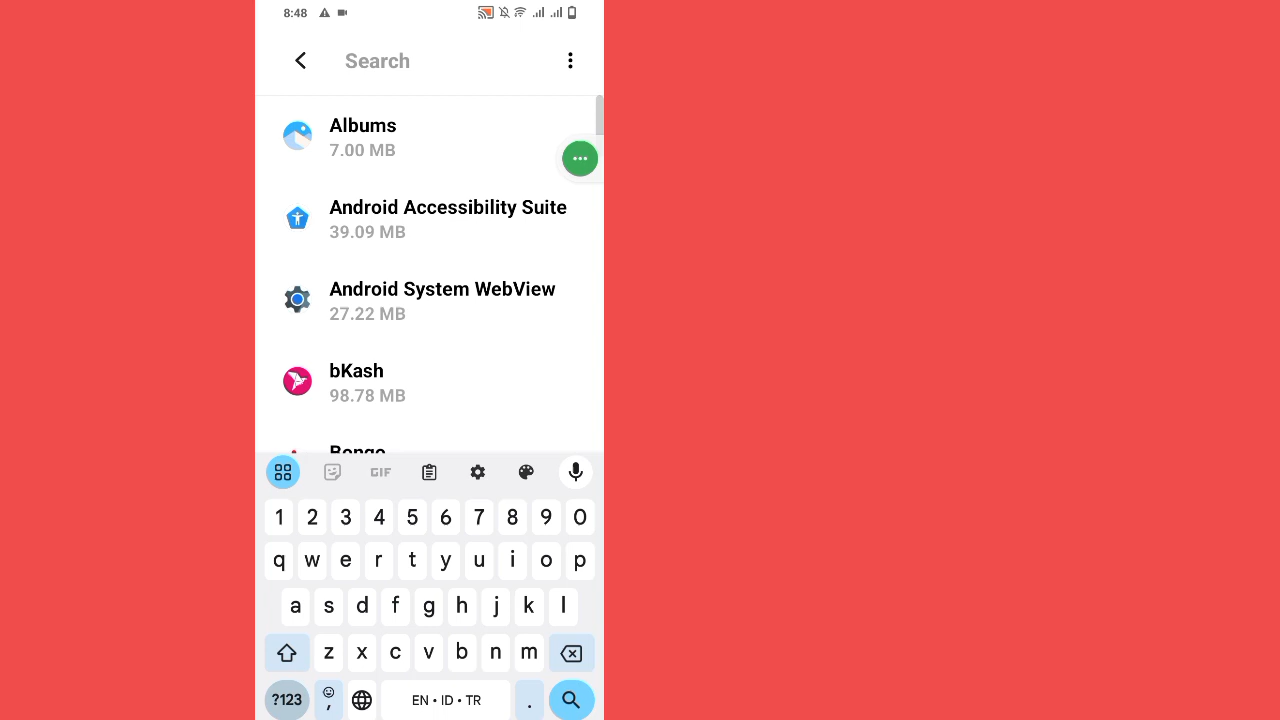 8:48
Search
Albums
7.00 MB
Android Accessibility Suite
39.09 MB
Android System WebView
27.22 MB
bKash
98.78 MB
Bongo
GIF
1 2 3 4 5 6 7 8 9 0
q w e r t y u i o p
a s d f g h j k l
z x c v b n m
?123 , EN • ID • TR .